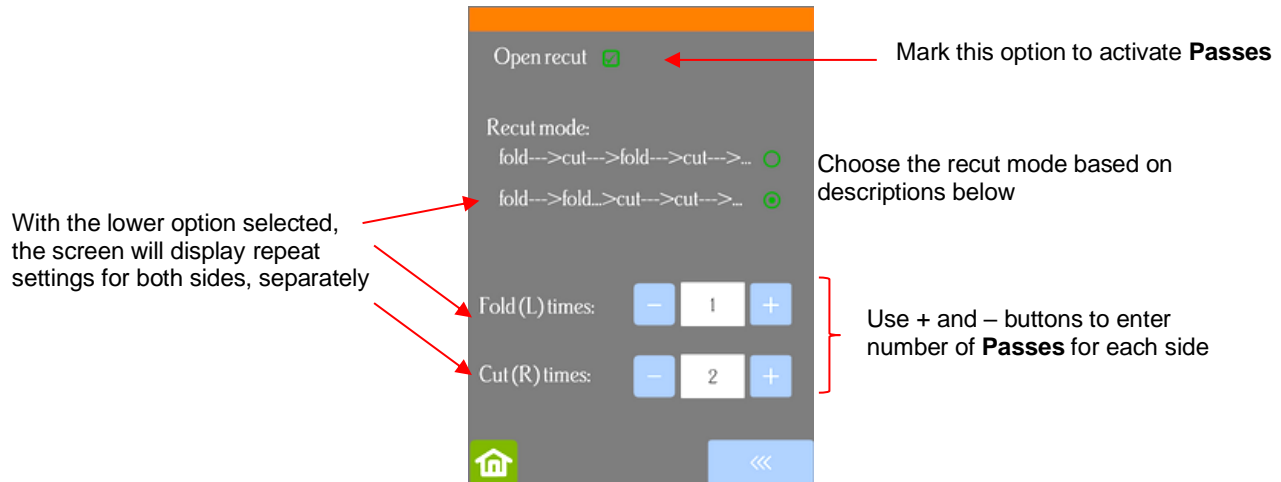 Open recut
Mark this option to activate Passes
Recut mode:
fold--->cut--->fold--->cut--->...
fold--->fold...>cut--->cut--->...
Choose the recut mode based on
descriptions below
With the lower option selected,
the screen will display repeat
settings for both sides, separately
Fold (L) times:
− 1 +
Cut (R) times:
− 2 +
Use + and – buttons to enter
number of Passes for each side
<<<